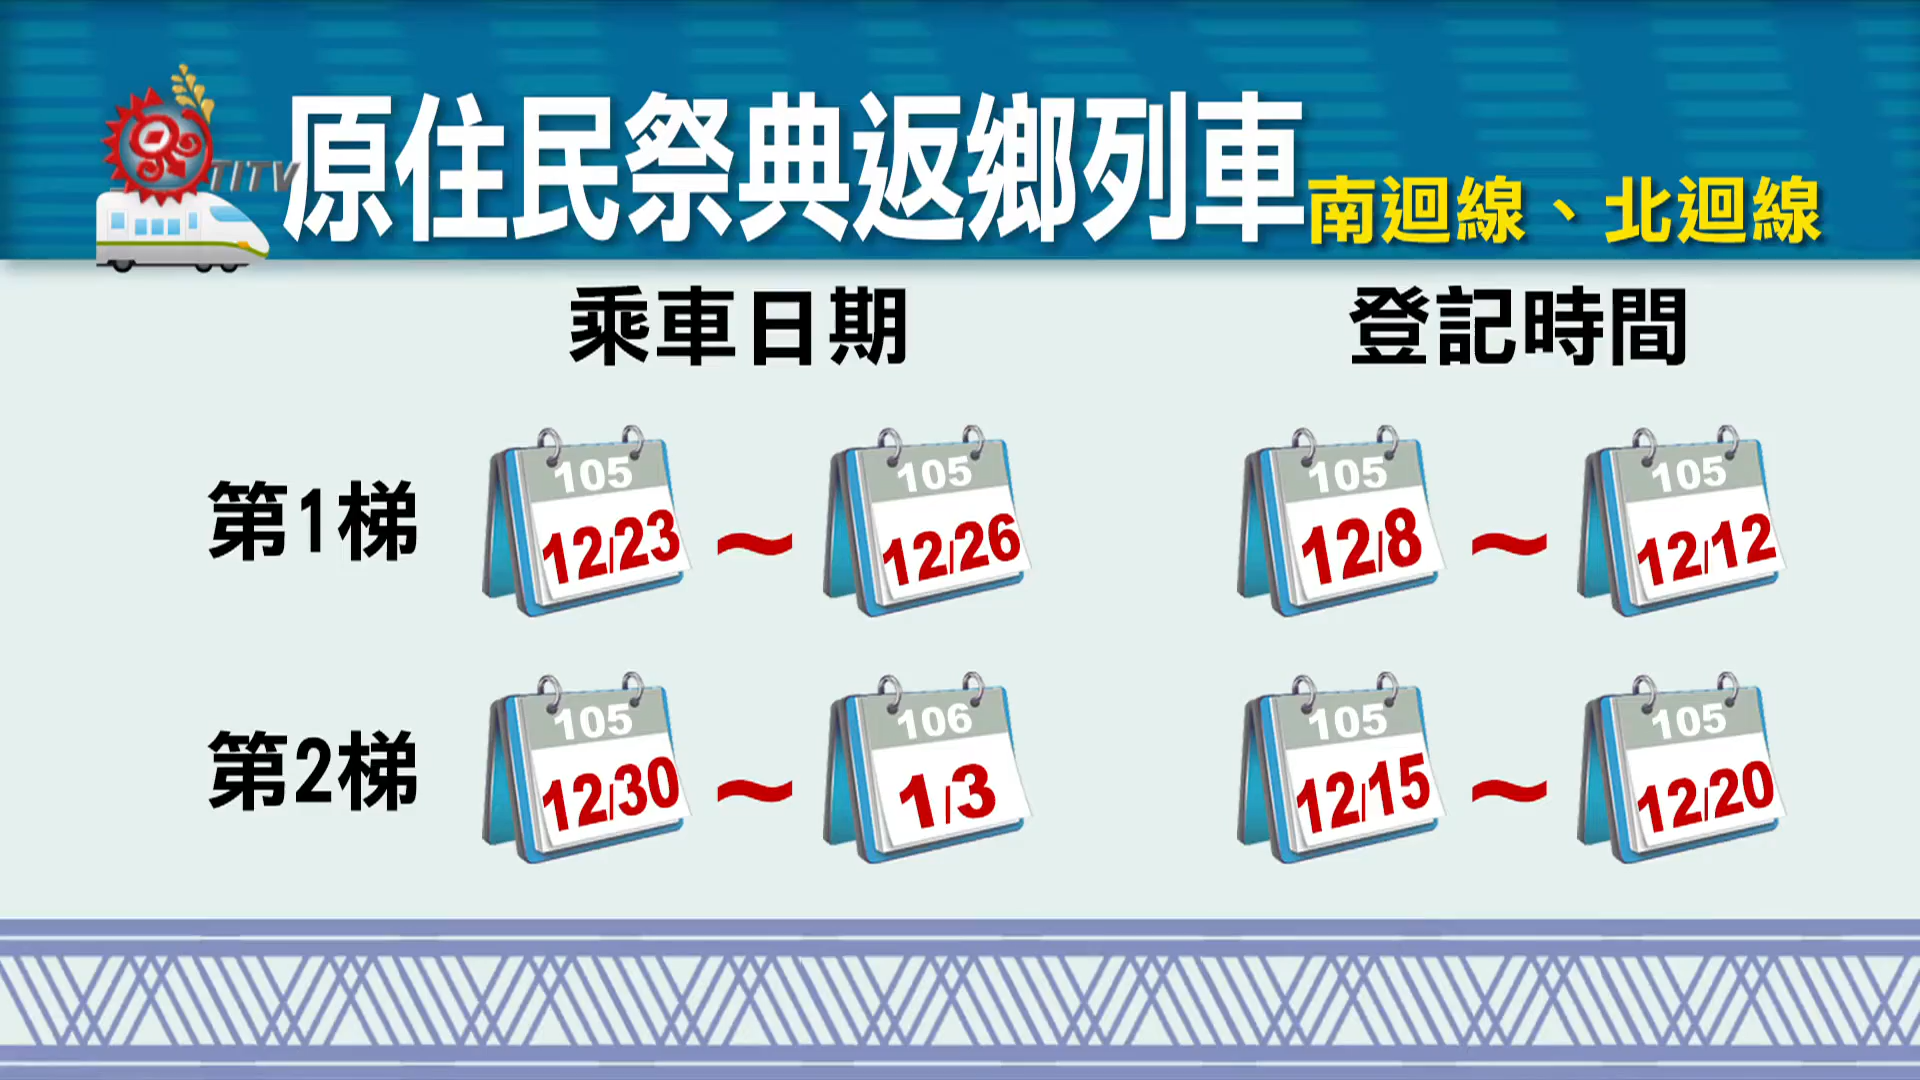 TITV
原住民祭典返鄉列車 南迴線、北迴線
乘車日期 登記時間
第1梯
105 12/23 ~ 105 12/26
105 12/8 ~ 105 12/12
第2梯
105 12/30 ~ 106 1/3
105 12/15 ~ 105 12/20